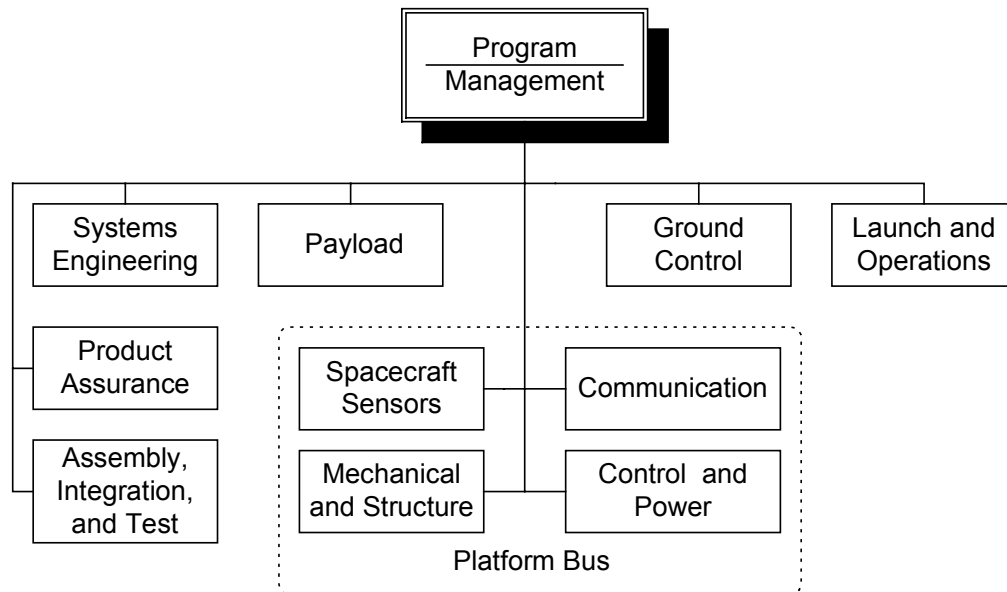 Program
Management
Systems
Engineering
Payload
Ground
Control
Launch and
Operations
Product
Assurance
Spacecraft
Sensors
Communication
Assembly,
Integration,
and Test
Mechanical
and Structure
Control and
Power
Platform Bus